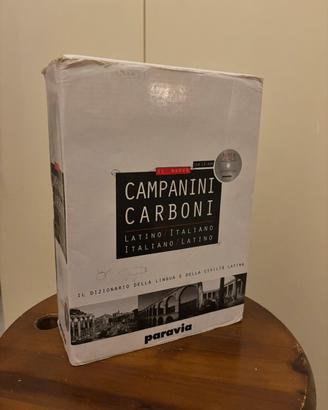 IL NUOVO
CAMPANINI
CARBONI
LATINO/ITALIANO
ITALIANO/LATINO
IL DIZIONARIO DELLA LINGUA E DELLA CIVILTÀ LATINA
paravia